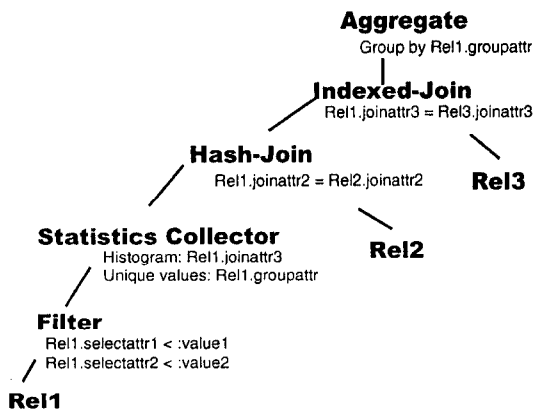 Aggregate
Group by Rel1.groupattr
Indexed-Join
Rel1.joinattr3 = Rel3.joinattr3
Hash-Join
Rel1.joinattr2 = Rel2.joinattr2
Rel3
Statistics Collector
Histogram: Rel1.joinattr3
Unique values: Rel1.groupattr
Rel2
Filter
Rel1.selectattr1 < :value1
Rel1.selectattr2 < :value2
Rel1